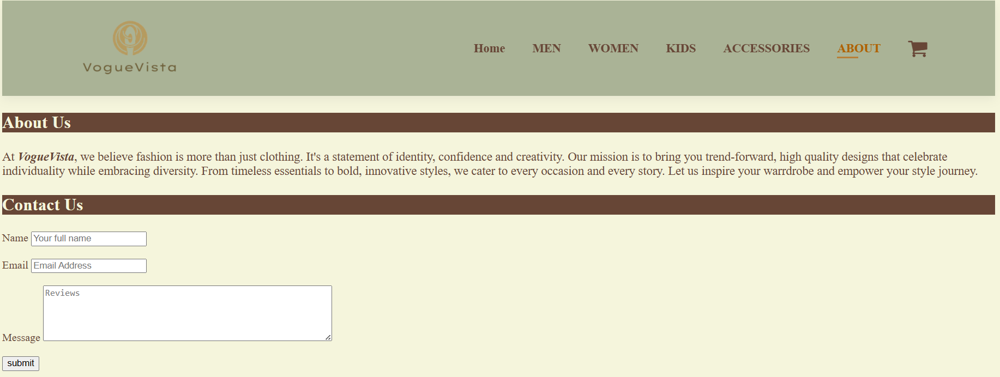 VogueVista
Home MEN WOMEN KIDS ACCESSORIES ABOUT
About Us
At VogueVista, we believe fashion is more than just clothing. It's a statement of identity, confidence and creativity. Our mission is to bring you trend-forward, high quality designs that celebrate
individuality while embracing diversity. From timeless essentials to bold, innovative styles, we cater to every occasion and every story. Let us inspire your warrdrobe and empower your style journey.
Contact Us
Name Your full name
Email Email Address
Reviews
Message
submit